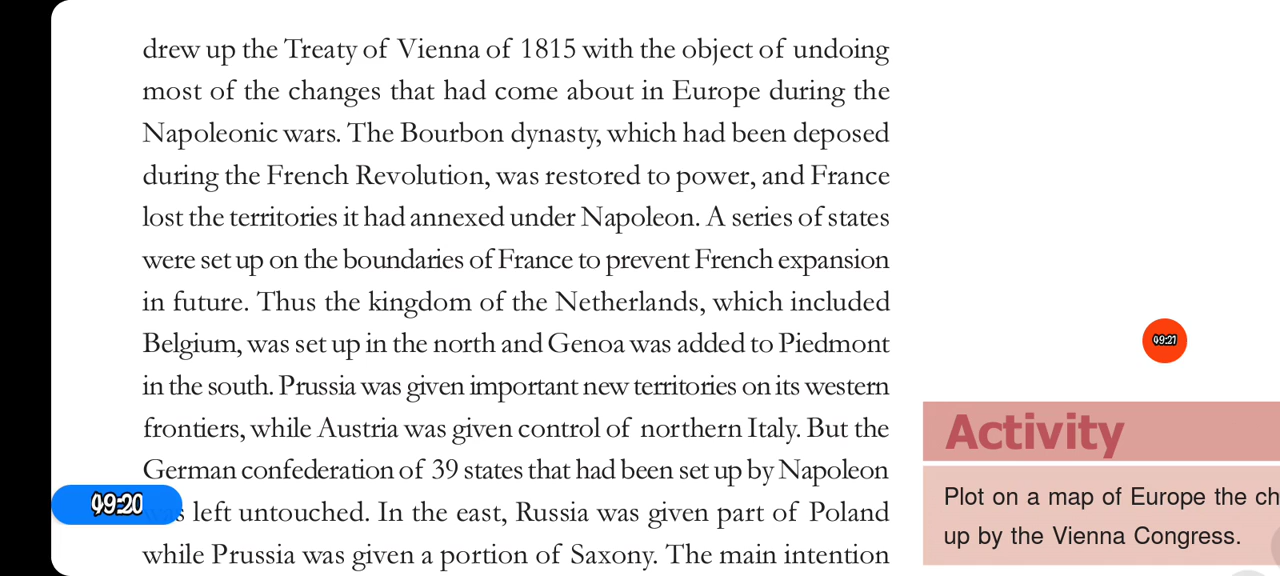 drew up the Treaty of Vienna of 1815 with the object of undoing
most of the changes that had come about in Europe during the
Napoleonic wars. The Bourbon dynasty, which had been deposed
during the French Revolution, was restored to power, and France
lost the territories it had annexed under Napoleon. A series of states
were set up on the boundaries of France to prevent French expansion
in future. Thus the kingdom of the Netherlands, which included
Belgium, was set up in the north and Genoa was added to Piedmont
in the south. Prussia was given important new territories on its western
frontiers, while Austria was given control of northern Italy. But the
German confederation of 39 states that had been set up by Napoleon
left untouched. In the east, Russia was given part of Poland
while Prussia was given a portion of Saxony. The main intention
09:20
09:21
Activity
Plot on a map of Europe the
up by the Vienna Congress.